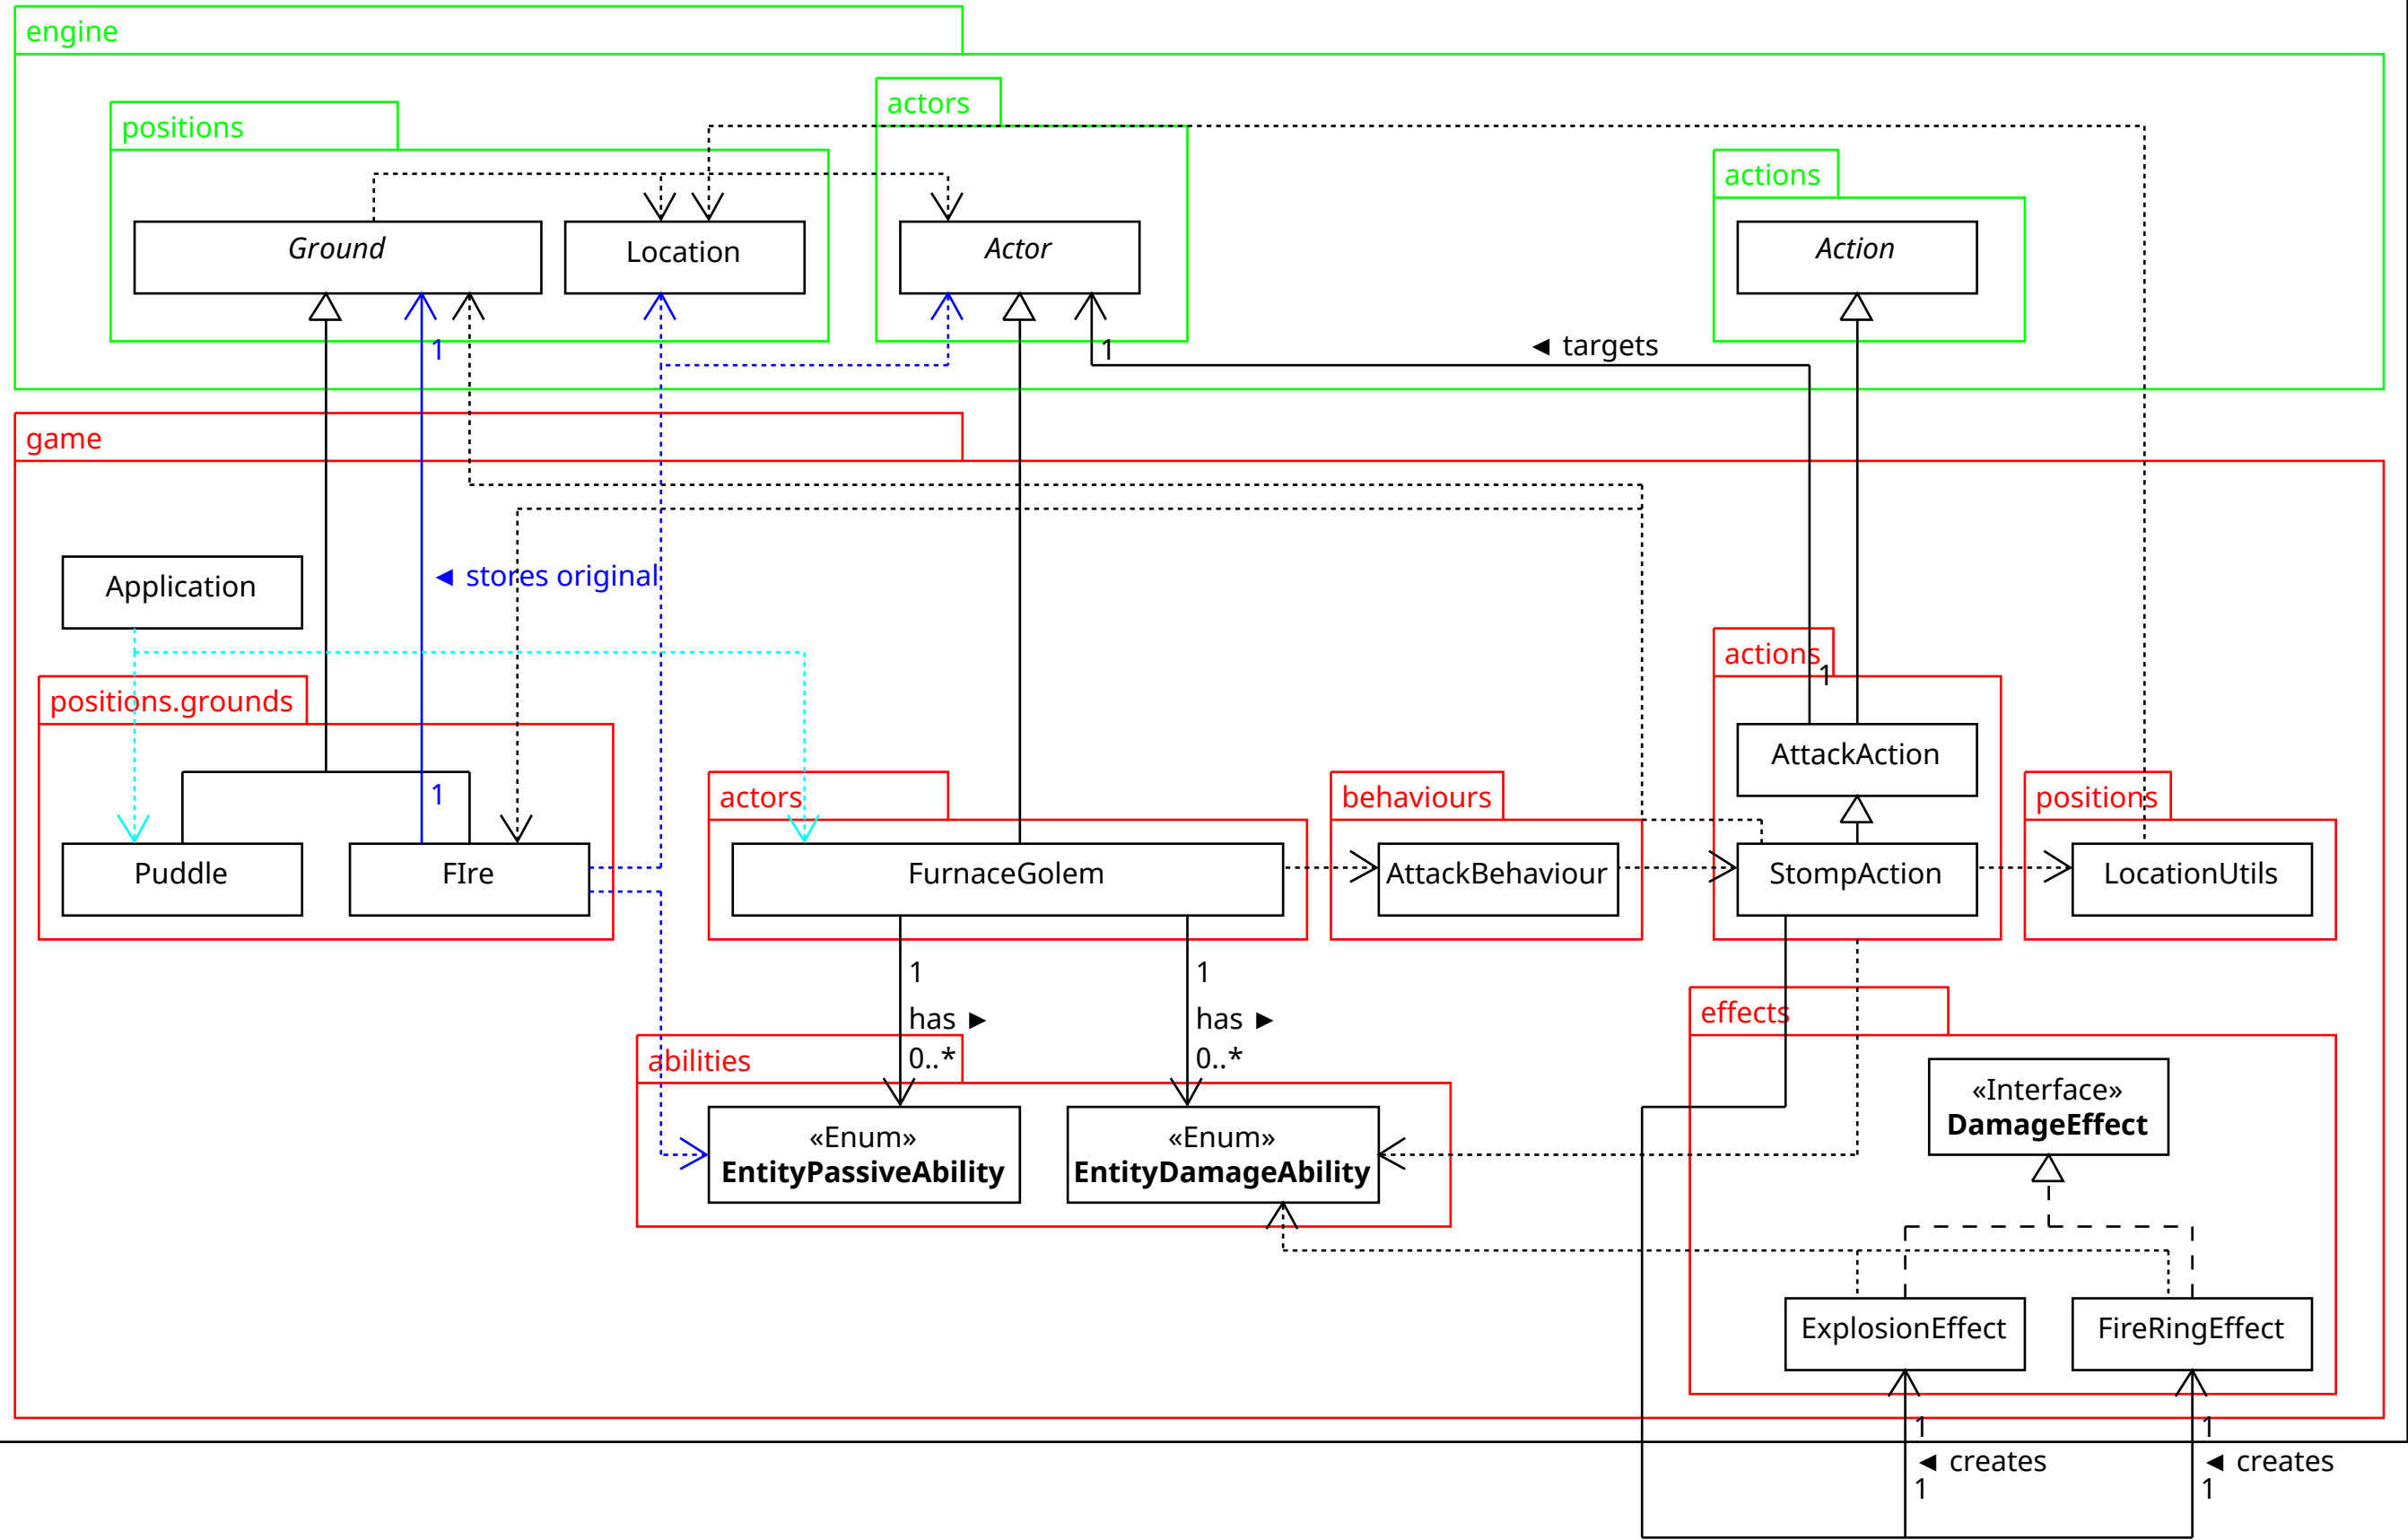 engine
actors
positions
actions
Ground
Location
Actor
Action
1
1
◄ targets
game
◄ stores original
Application
actions
1
positions.grounds
AttackAction
1
actors
behaviours
positions
Puddle
FIre
FurnaceGolem
AttackBehaviour
StompAction
LocationUtils
1
1
has ►
has ►
effects
abilities
0..*
0..*
«Interface»
DamageEffect
«Enum»
EntityPassiveAbility
«Enum»
EntityDamageAbility
ExplosionEffect
FireRingEffect
1
1
◄ creates
◄ creates
1
1